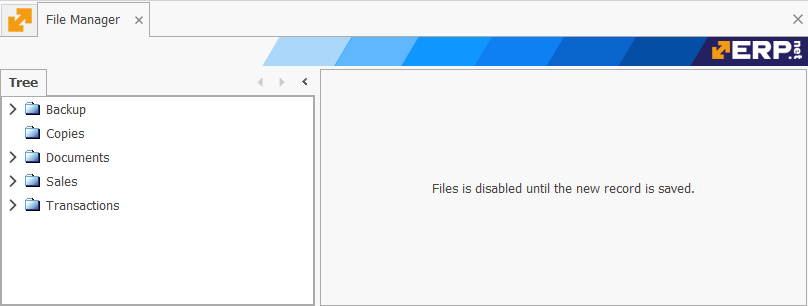 File Manager
ERP.net
Tree
Backup
Copies
Documents
Sales
Transactions
Files is disabled until the new record is saved.